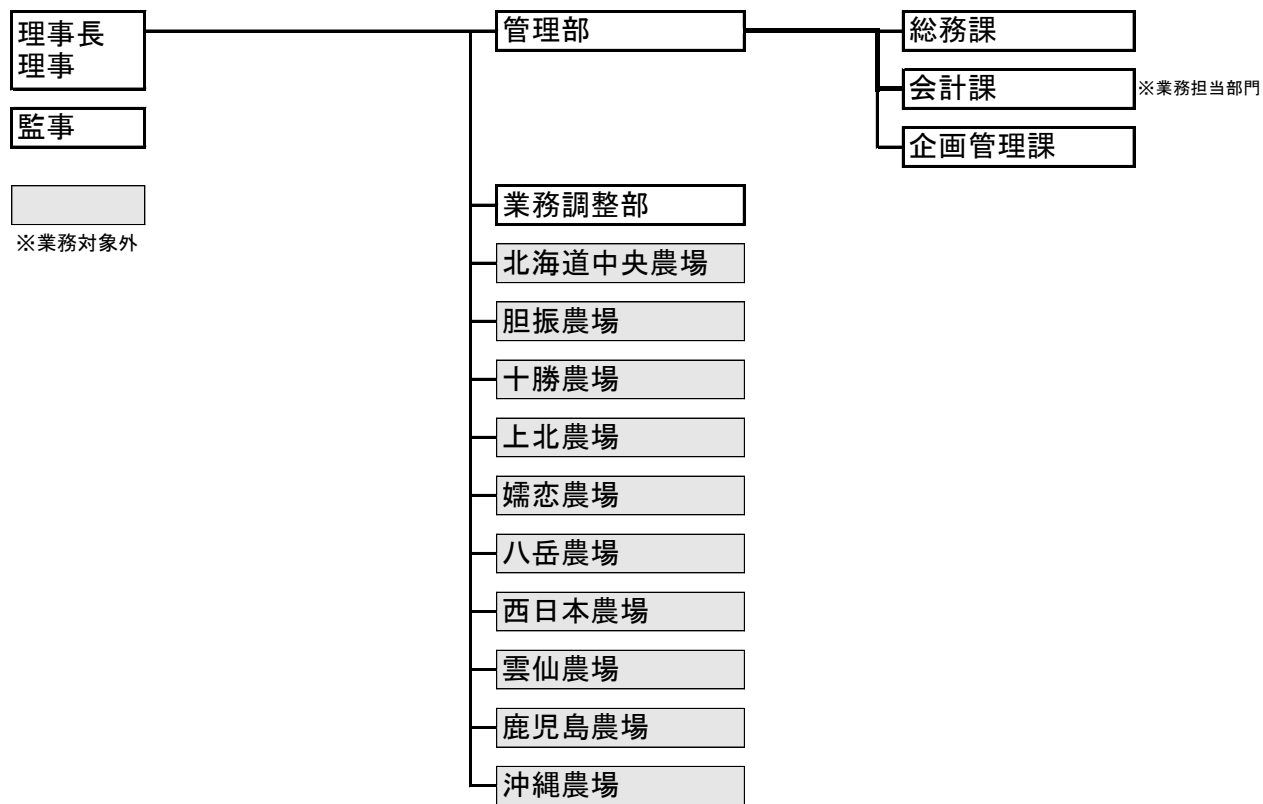 理事長
理事
監事
※業務対象外
管理部
業務調整部
北海道中央農場
胆振農場
十勝農場
上北農場
嬬恋農場
八岳農場
西日本農場
雲仙農場
鹿児島農場
沖縄農場
総務課
会計課
※業務担当部門
企画管理課